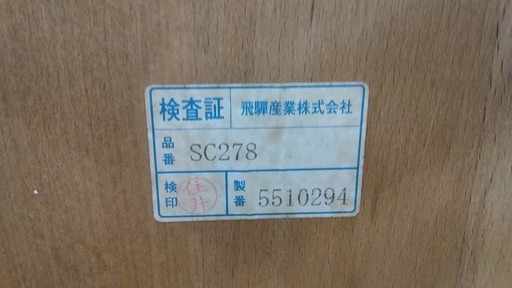 検査証 飛騨産業株式会社
品番 SC278
検印 製番 5510294